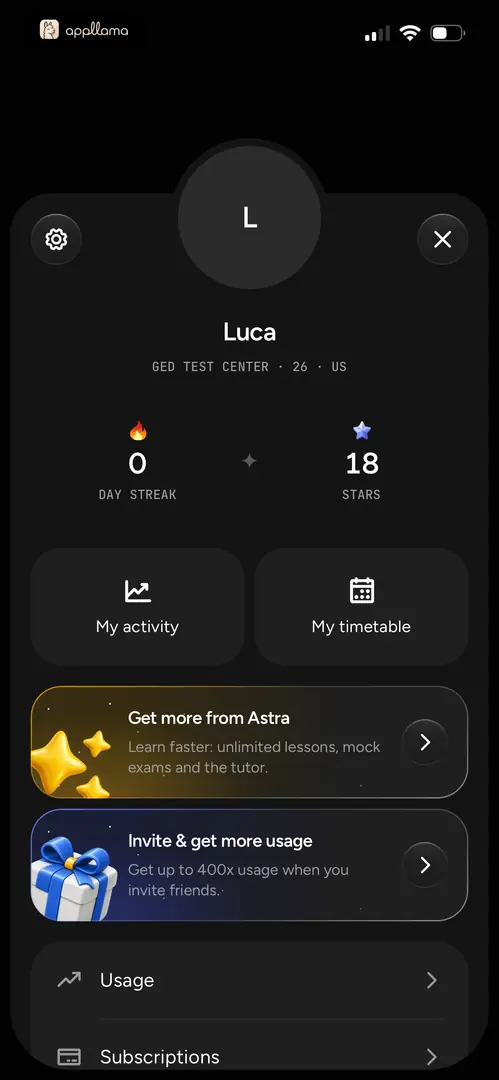 appllama
L
Luca
GED TEST CENTER · 26 · US
0
18
DAY STREAK
STARS
My activity
My timetable
Get more from Astra
Learn faster: unlimited lessons, mock
exams and the tutor.
Invite & get more usage
Get up to 400x usage when you
invite friends.
Usage
Subscriptions